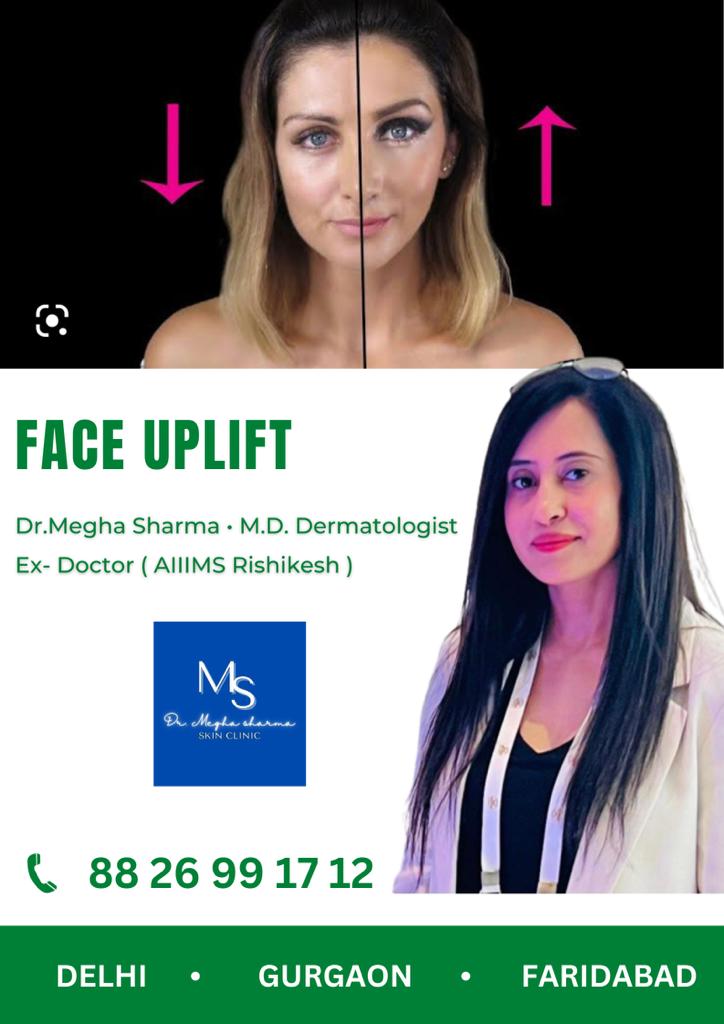 FACE UPLIFT
Dr.Megha Sharma • M.D. Dermatologist
Ex- Doctor ( AIIIMS Rishikesh )
MS
Dr. Megha sharma
SKIN CLINIC
88 26 99 17 12
DELHI • GURGAON • FARIDABAD